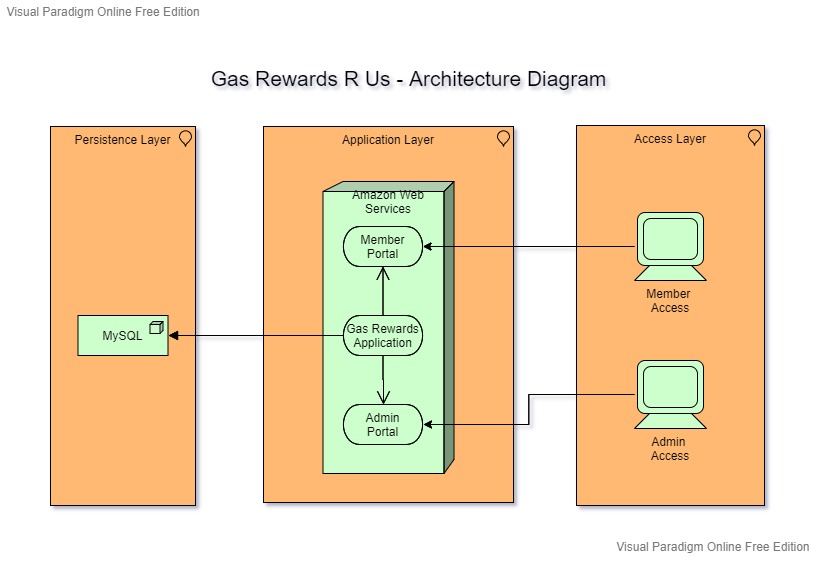 Visual Paradigm Online Free Edition
Gas Rewards R Us - Architecture Diagram
Persistence Layer
Application Layer
Access Layer
Amazon Web
Services
Member
Portal
Member
Access
MySQL
Gas Rewards
Application
Admin
Portal
Admin
Access
Visual Paradigm Online Free Edition